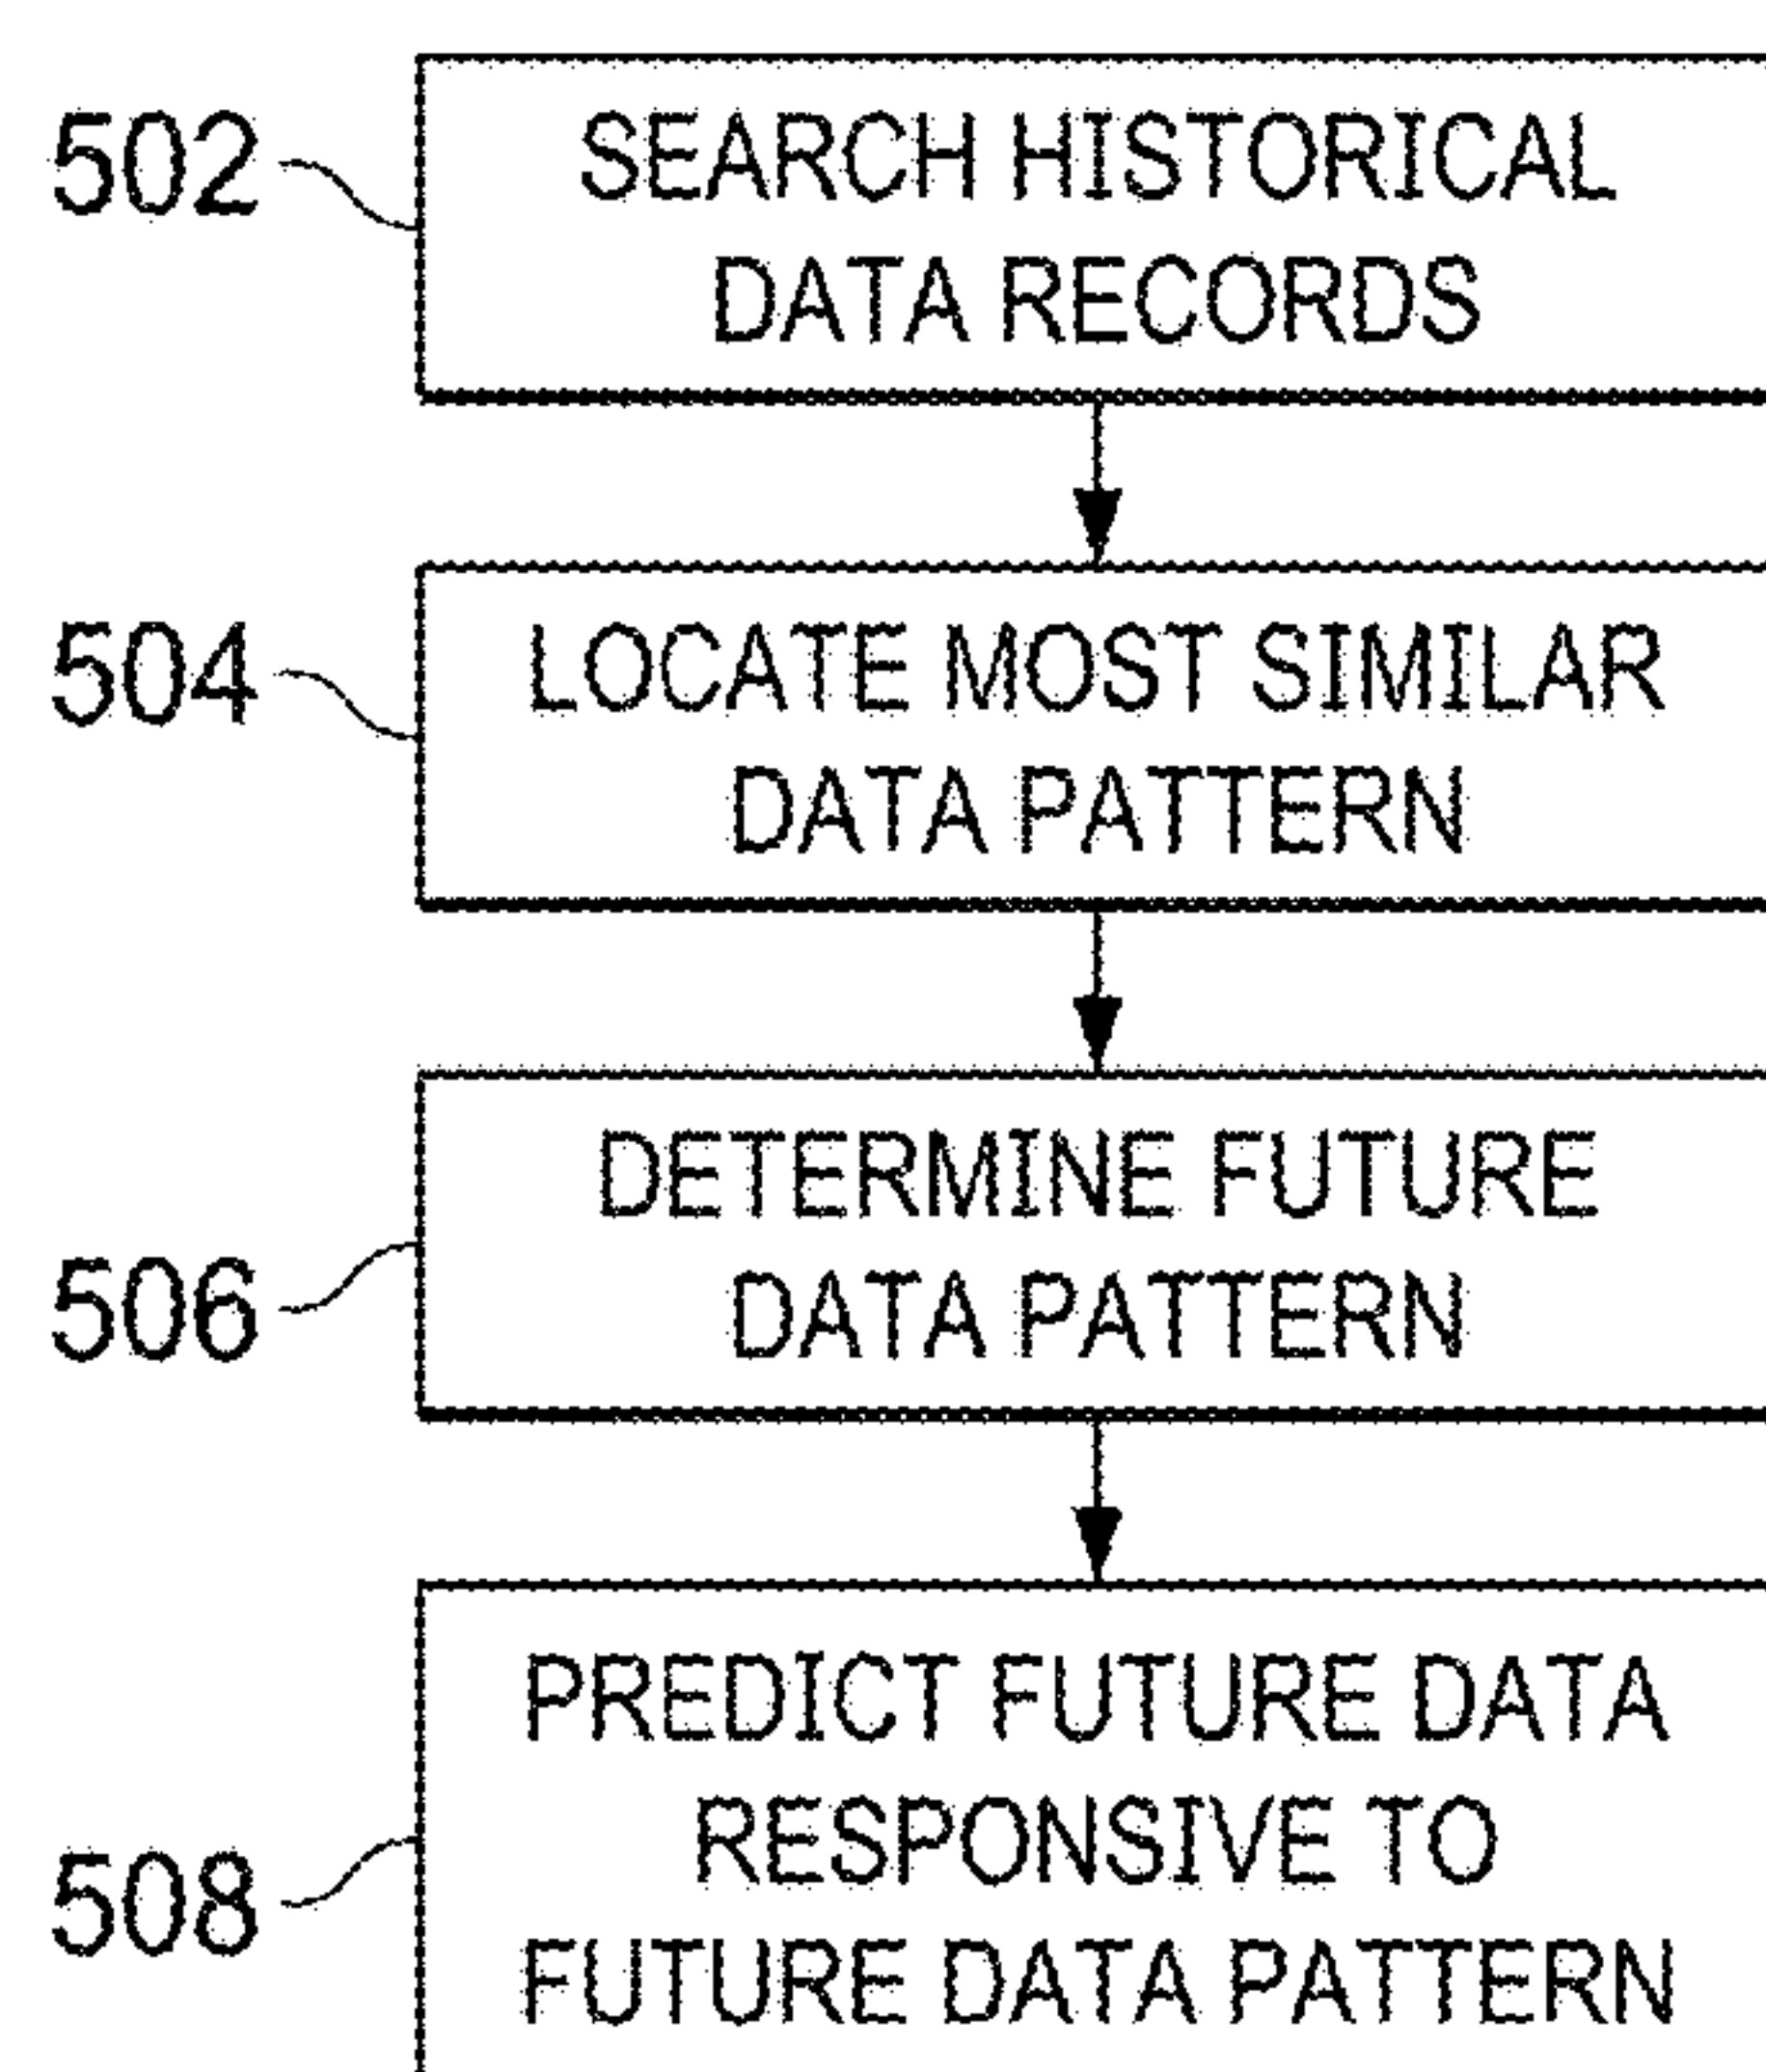 502
SEARCH HISTORICAL
DATA RECORDS
504
LOCATE MOST SIMILAR
DATA PATTERN
506
DETERMINE FUTURE
DATA PATTERN
508
PREDICT FUTURE DATA
RESPONSIVE TO
FUTURE DATA PATTERN